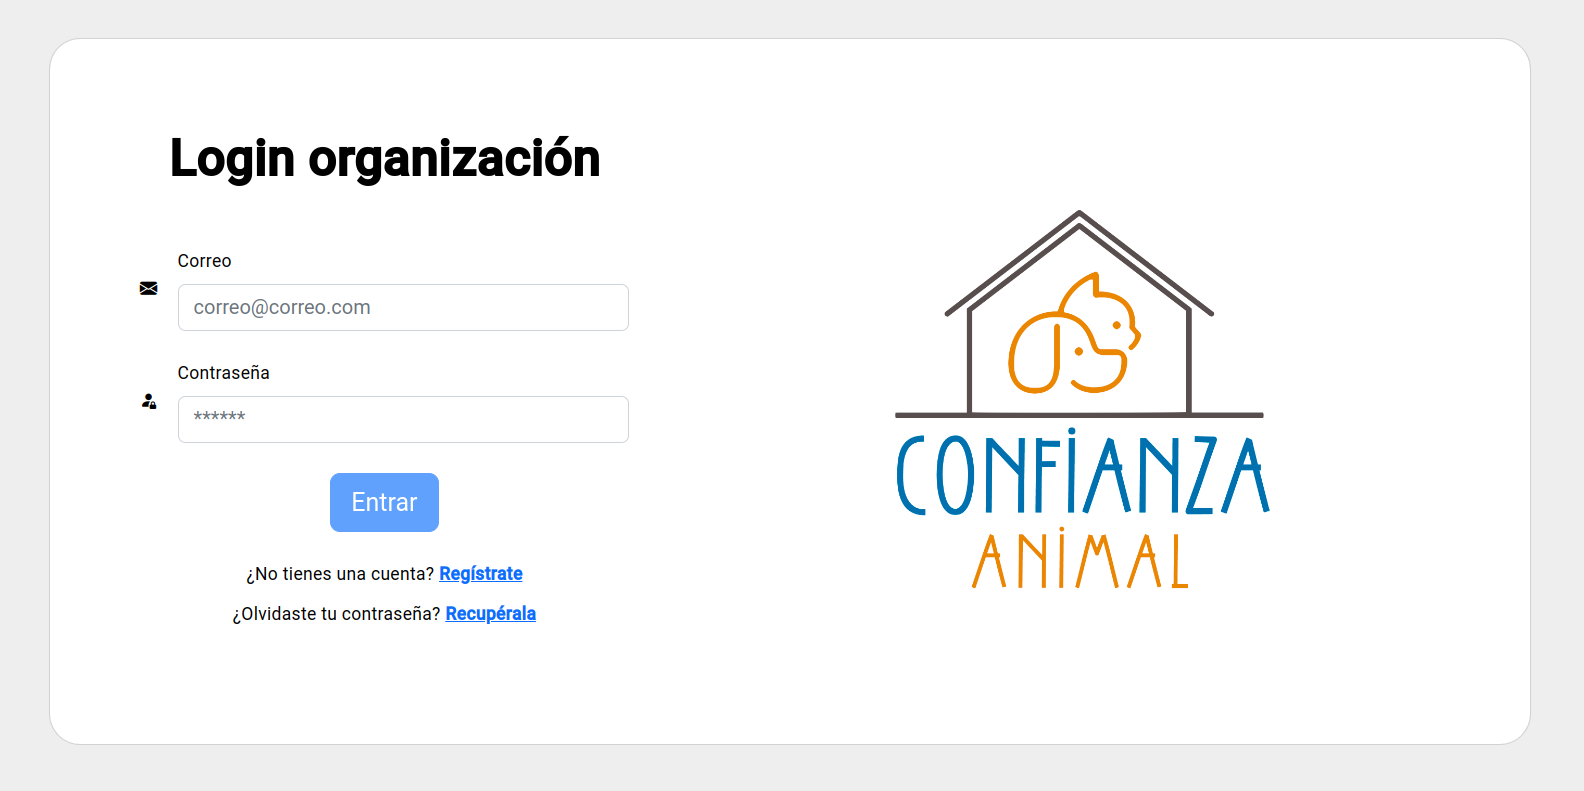 Login organización
Correo
correo@correo.com
Contraseña
******
Entrar
¿No tienes una cuenta? Regístrate
¿Olvidaste tu contraseña? Recupérala
CONFIANZA
ANIMAL